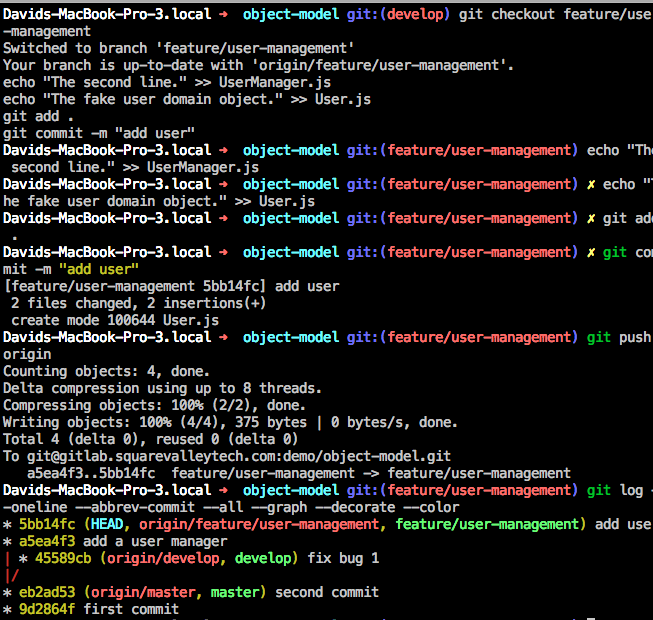 Davids-MacBook-Pro-3.local ➜  object-model git:(develop) git checkout feature/use
-management
Switched to branch 'feature/user-management'
Your branch is up-to-date with 'origin/feature/user-management'.
echo "The second line." >> UserManager.js
echo "The fake user domain object." >> User.js
git add .
git commit -m "add user"
Davids-MacBook-Pro-3.local ➜  object-model git:(feature/user-management) echo "The
 second line." >> UserManager.js
Davids-MacBook-Pro-3.local ➜  object-model git:(feature/user-management) ✗ echo "T
he fake user domain object." >> User.js
Davids-MacBook-Pro-3.local ➜  object-model git:(feature/user-management) ✗ git add
 .
Davids-MacBook-Pro-3.local ➜  object-model git:(feature/user-management) ✗ git com
mit -m "add user"
[feature/user-management 5bb14fc] add user
 2 files changed, 2 insertions(+)
 create mode 100644 User.js
Davids-MacBook-Pro-3.local ➜  object-model git:(feature/user-management) git push
origin
Counting objects: 4, done.
Delta compression using up to 8 threads.
Compressing objects: 100% (2/2), done.
Writing objects: 100% (4/4), 375 bytes | 0 bytes/s, done.
Total 4 (delta 0), reused 0 (delta 0)
To git@gitlab.squarevalleytech.com:demo/object-model.git
   a5ea4f3..5bb14fc  feature/user-management -> feature/user-management
Davids-MacBook-Pro-3.local ➜  object-model git:(feature/user-management) git log -
-oneline --abbrev-commit --all --graph --decorate --color
* 5bb14fc (HEAD, origin/feature/user-management, feature/user-management) add use
* a5ea4f3 add a user manager
| * 45589cb (origin/develop, develop) fix bug 1
|/
* eb2ad53 (origin/master, master) second commit
* 9d2864f first commit